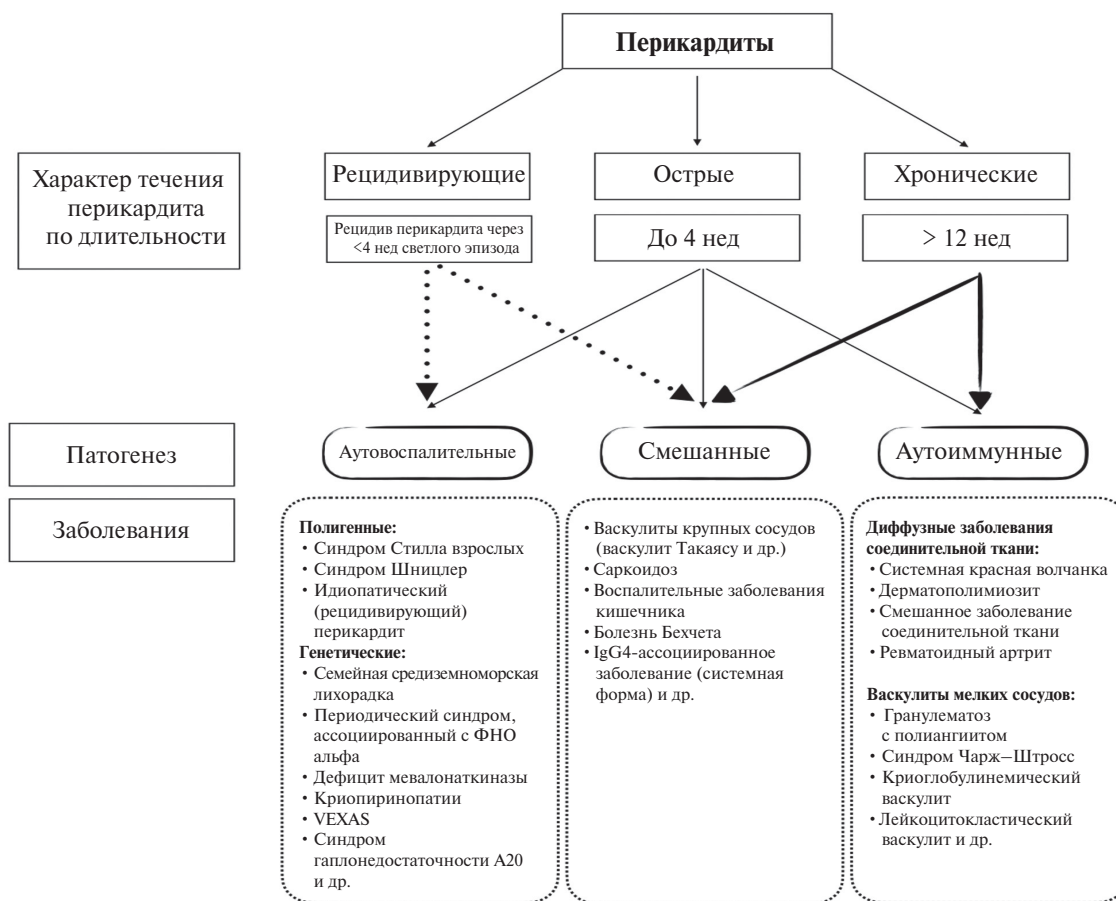 Перикардиты
Характер течения
перикардита
по длительности
Рецидивирующие
Острые
Хронические
Рецидив перикардита через
<4 нед светлого эпизода
До 4 нед
> 12 нед
Патогенез
Аутовоспалительные
Смешанные
Аутоиммунные
Заболевания
Полигенные:
• Синдром Стилла взрослых
• Синдром Шницлер
• Идиопатический
(рецидивирующий)
перикардит
Генетические:
• Семейная средиземноморская
лихорадка
• Периодический синдром,
ассоциированный с ФНО
альфа
• Дефицит мевалонаткиназы
• Криопиринопатии
• VEXAS
• Синдром
гаплонедостаточности А20
и др.
• Васкулиты крупных сосудов
(васкулит Такаясу и др.)
• Саркоидоз
• Воспалительные заболевания
кишечника
• Болезнь Бехчета
• IgG4-ассоциированное
заболевание (системная
форма) и др.
Диффузные заболевания
соединительной ткани:
• Системная красная волчанка
• Дерматополимиозит
• Смешанное заболевание
соединительной ткани
• Ревматоидный артрит
Васкулиты мелких сосудов:
• Гранулематоз
с полиангиитом
• Синдром Чарж–Штросс
• Криоглобулинемический
васкулит
• Лейкоцитокластический
васкулит и др.